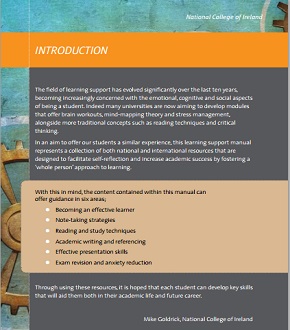 National College of Ireland
INTRODUCTION
The field of learning support has evolved significantly over the last ten years,
becoming increasingly concerned with the emotional, cognitive and social aspects
of being a student. Indeed many universities are now aiming to develop modules
that offer brain workouts, mind-mapping theory and stress management,
alongside more traditional concepts such as reading techniques and critical
thinking.
In an aim to offer our students a similar experience, this learning support manual
represents a collection of both national and international resources that are
designed to facilitate self-reflection and increase academic success by fostering a
'whole person' approach to learning.
With this in mind, the content contained within this manual can
offer guidance in six areas;
Becoming an effective learner
Note-taking strategies
Reading and study techniques
Academic writing and referencing
Effective presentation skills
Exam revision and anxiety reduction
Through using these resources, it is hoped that each student can develop key skills
that will aid them both in their academic life and future career.
Mike Goldrick, National College of Ireland